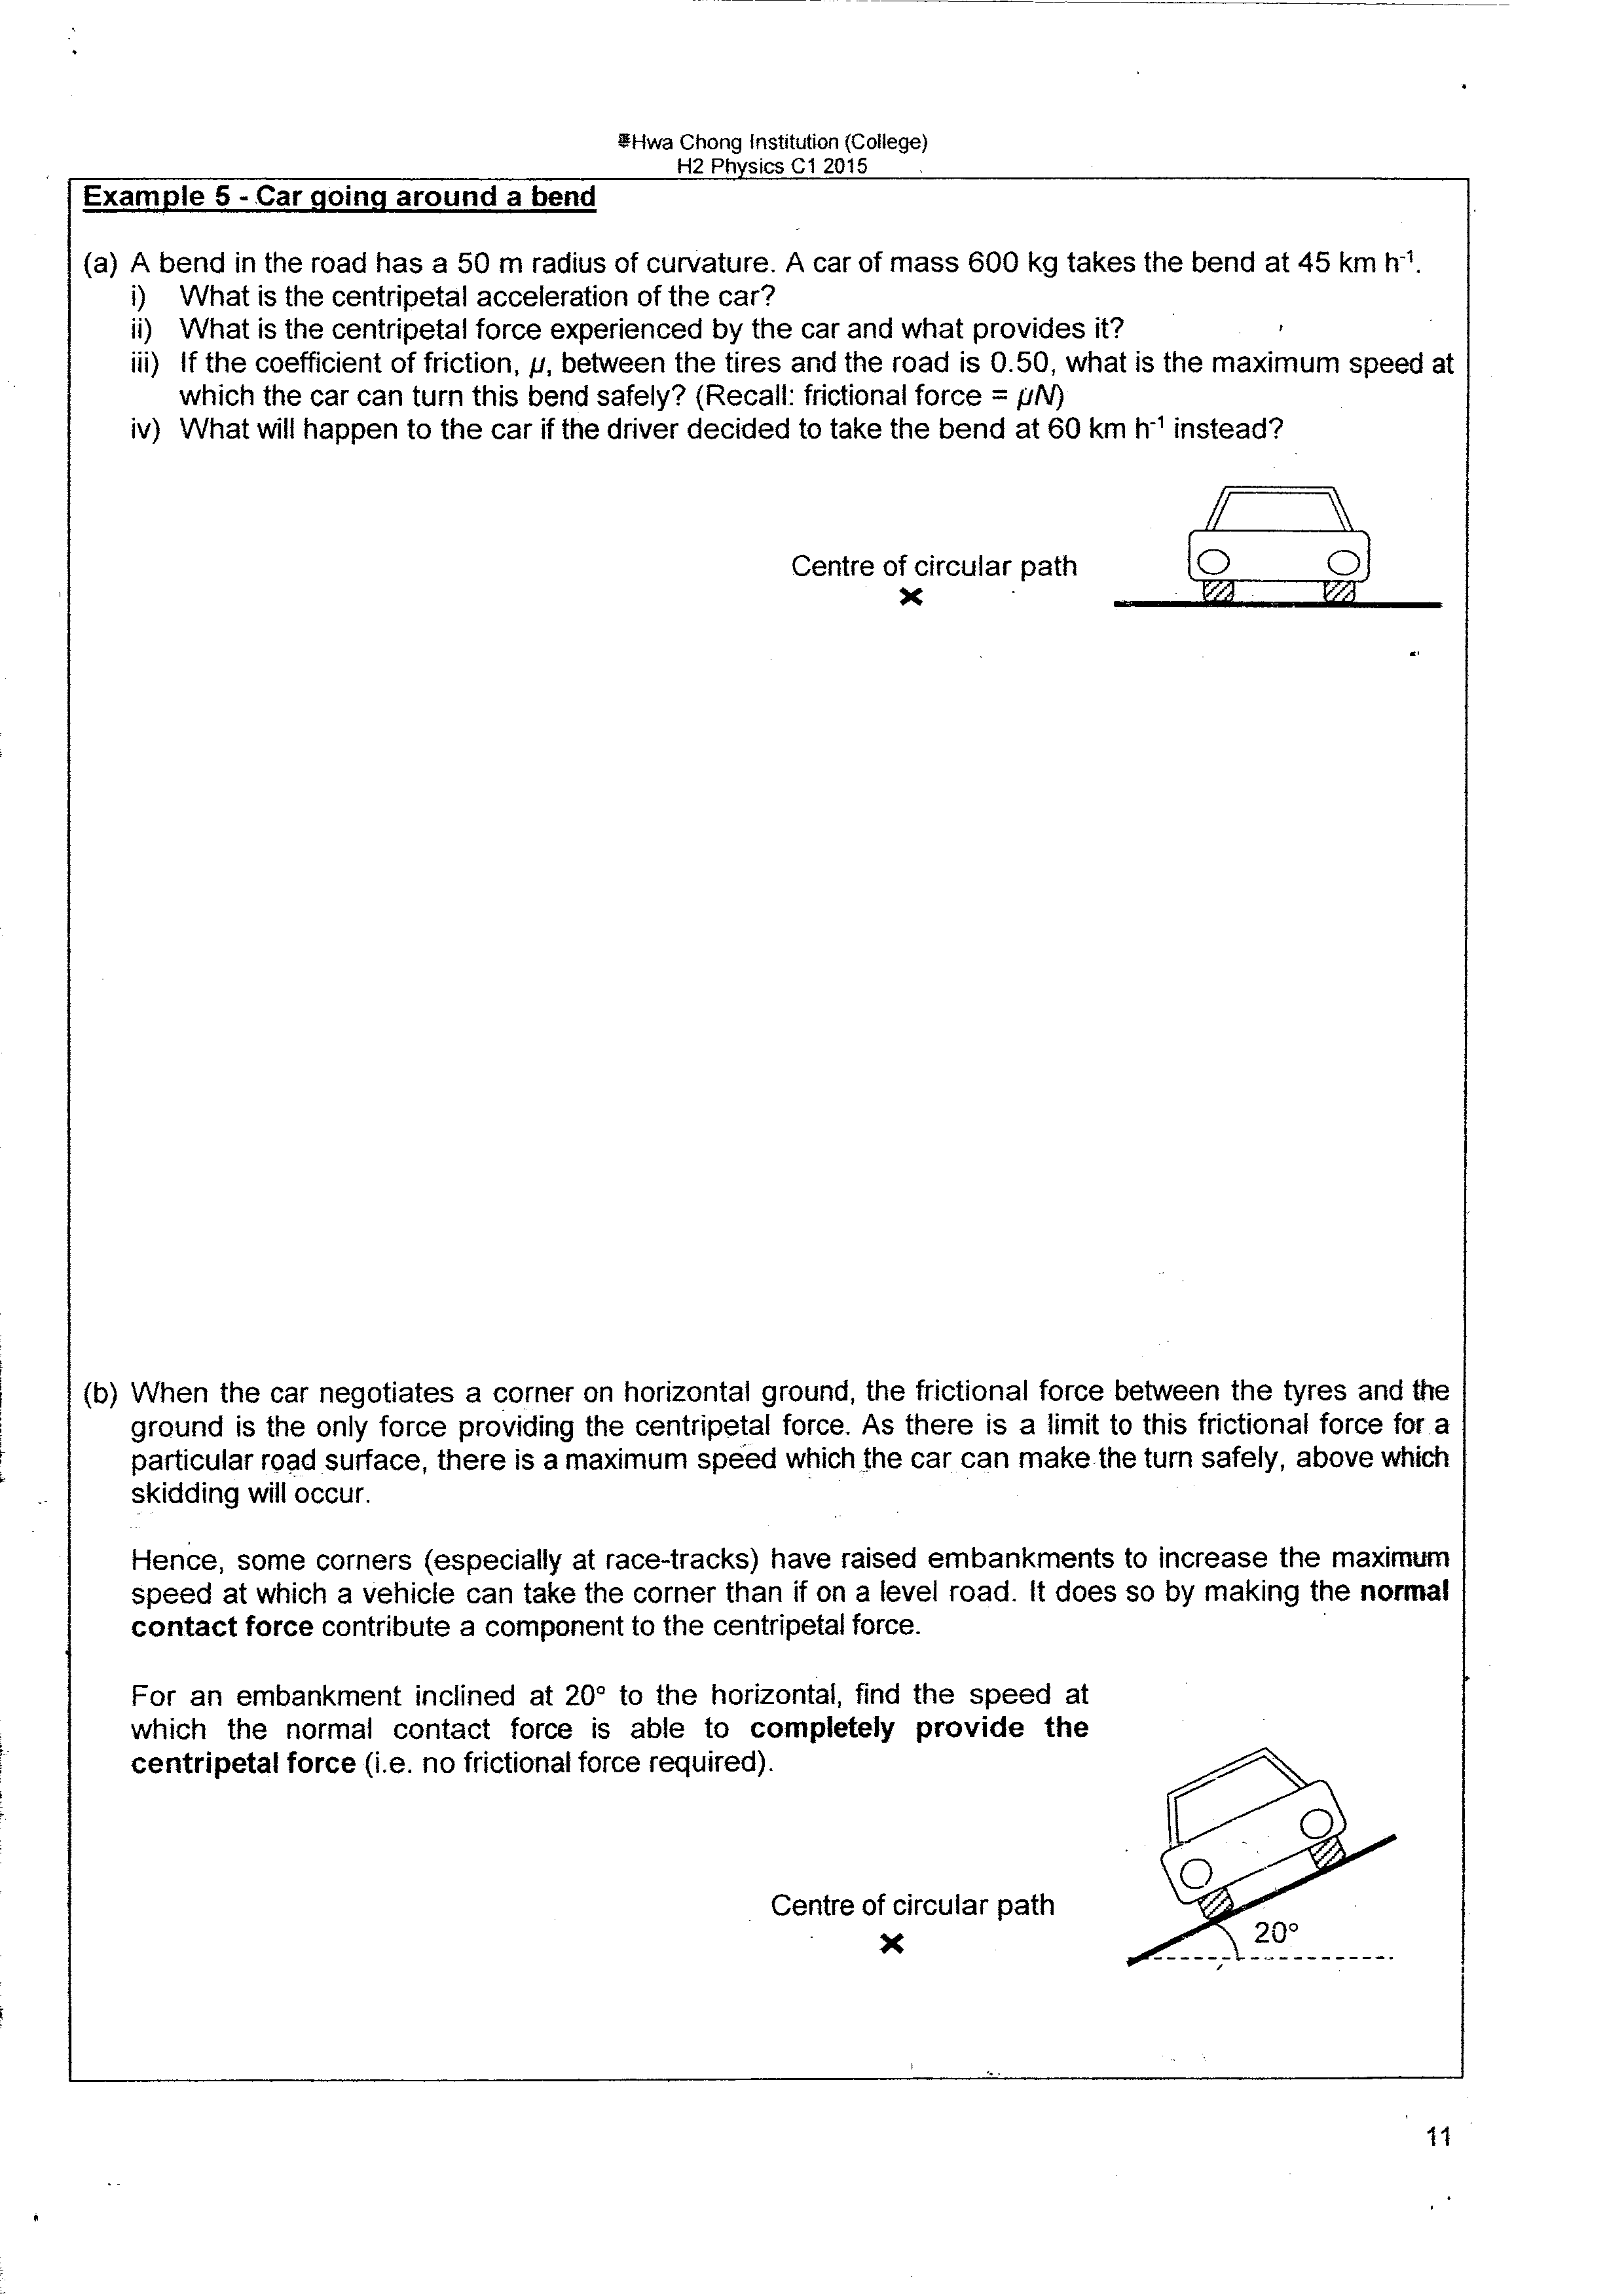 Hwa Chong Institution (College)
H2 Physics C1 2015
Example 5 - Car going around a bend
(a) A bend in the road has a 50 m radius of curvature. A car of mass 600 kg takes the bend at 45 km h⁻¹.
i) What is the centripetal acceleration of the car?
ii) What is the centripetal force experienced by the car and what provides it?
iii) If the coefficient of friction, μ, between the tires and the road is 0.50, what is the maximum speed at
which the car can turn this bend safely? (Recall: frictional force = μN)
iv) What will happen to the car if the driver decided to take the bend at 60 km h⁻¹ instead?
Centre of circular path
(b) When the car negotiates a corner on horizontal ground, the frictional force between the tyres and the
ground is the only force providing the centripetal force. As there is a limit to this frictional force for a
particular road surface, there is a maximum speed which the car can make the turn safely, above which
skidding will occur.
Hence, some corners (especially at race-tracks) have raised embankments to increase the maximum
speed at which a vehicle can take the corner than if on a level road. It does so by making the normal
contact force contribute a component to the centripetal force.
For an embankment inclined at 20° to the horizontal, find the speed at
which the normal contact force is able to completely provide the
centripetal force (i.e. no frictional force required).
Centre of circular path
20°
11